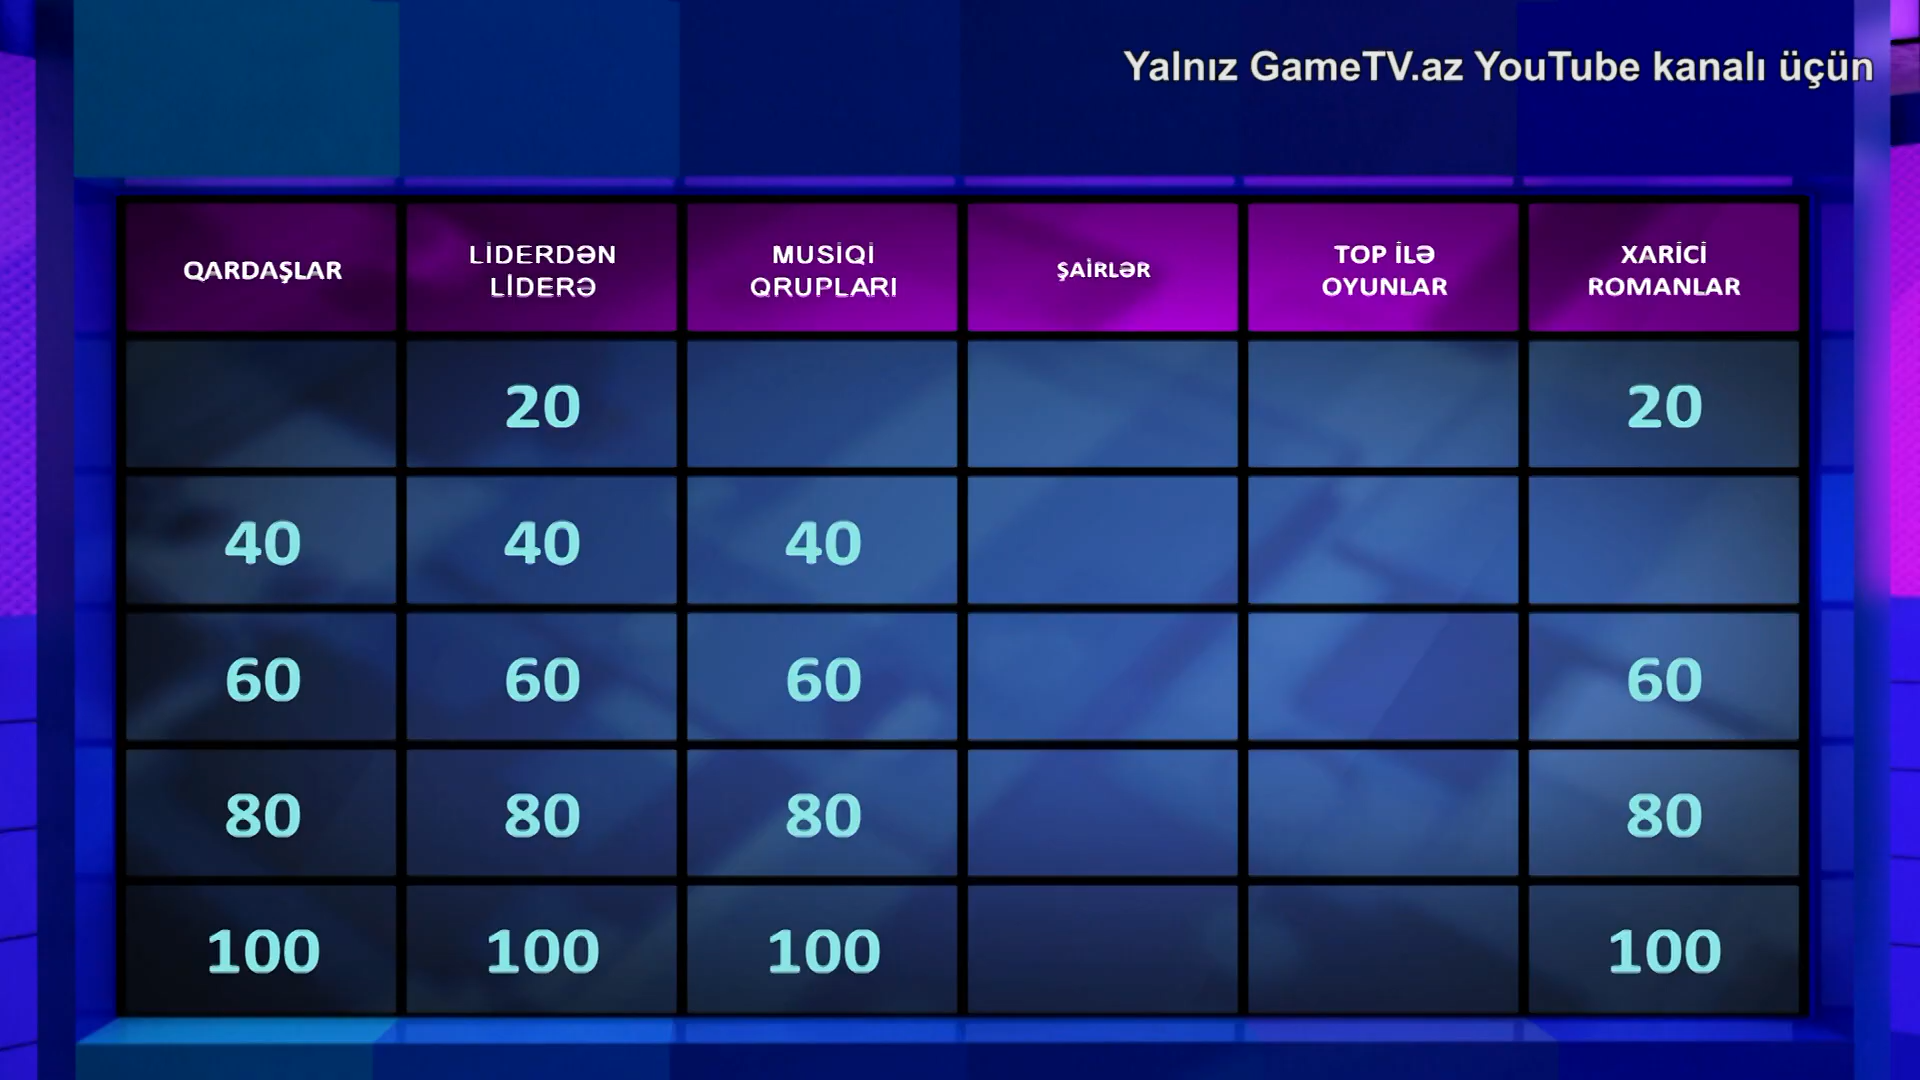 Yalnız GameTV.az YouTube kanalı üçün
QARDAŞLAR
LİDERDƏN
LİDERƏ
MUSİQİ
QRUPLARI
ŞAİRLƏR
TOP İLƏ
OYUNLAR
XARİCİ
ROMANLAR
20 20
40 40 40
60 60 60 60
80 80 80 80
100 100 100 100